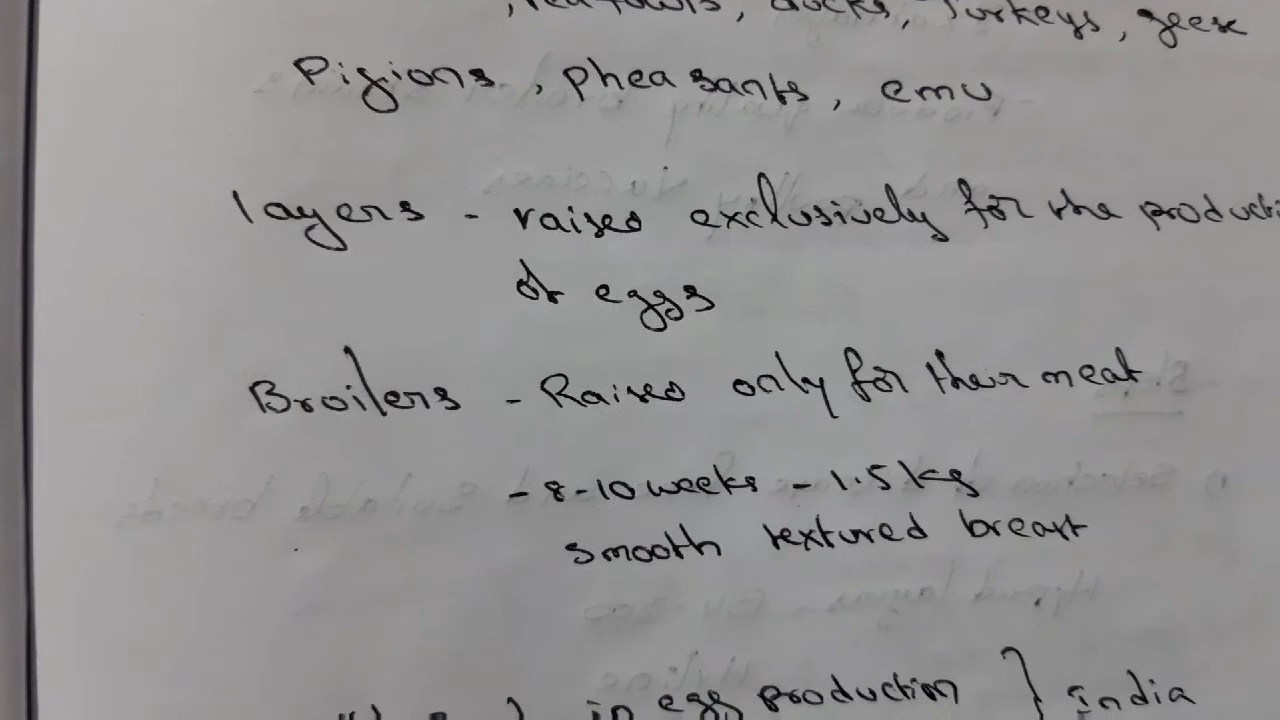 ducks, Turkeys, geese
Pigions, pheasants, emu
layers - raised exclusively for the producti
of eggs
Broilers - Raised only for their meat
- 8-10 weeks - 1.5 kg
smooth textured breast
in egg production } india